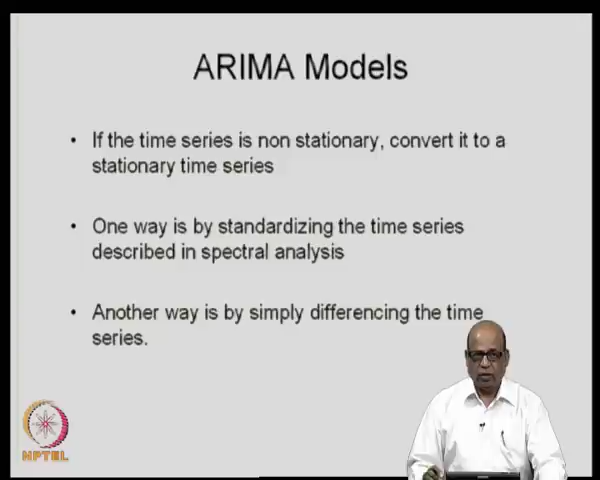 ARIMA Models
• If the time series is non stationary, convert it to a
stationary time series
• One way is by standardizing the time series
described in spectral analysis
• Another way is by simply differencing the time
series.
NPTEL